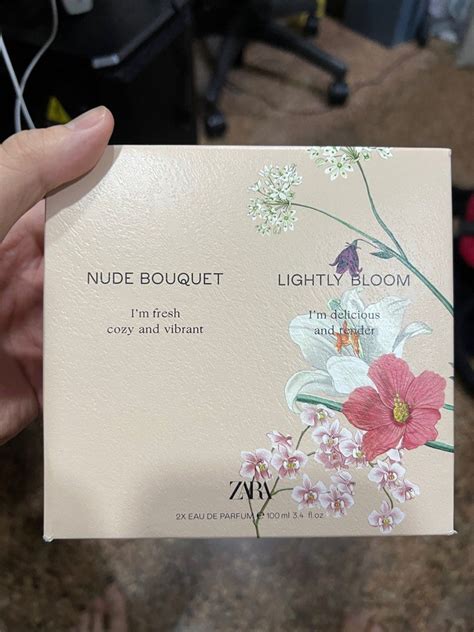 NUDE BOUQUET
I'm fresh
cozy and vibrant
LIGHTLY BLOOM
I'm delicious
and tender
ZARA
2X EAU DE PARFUM ℮ 100 ml 3.4 fl oz